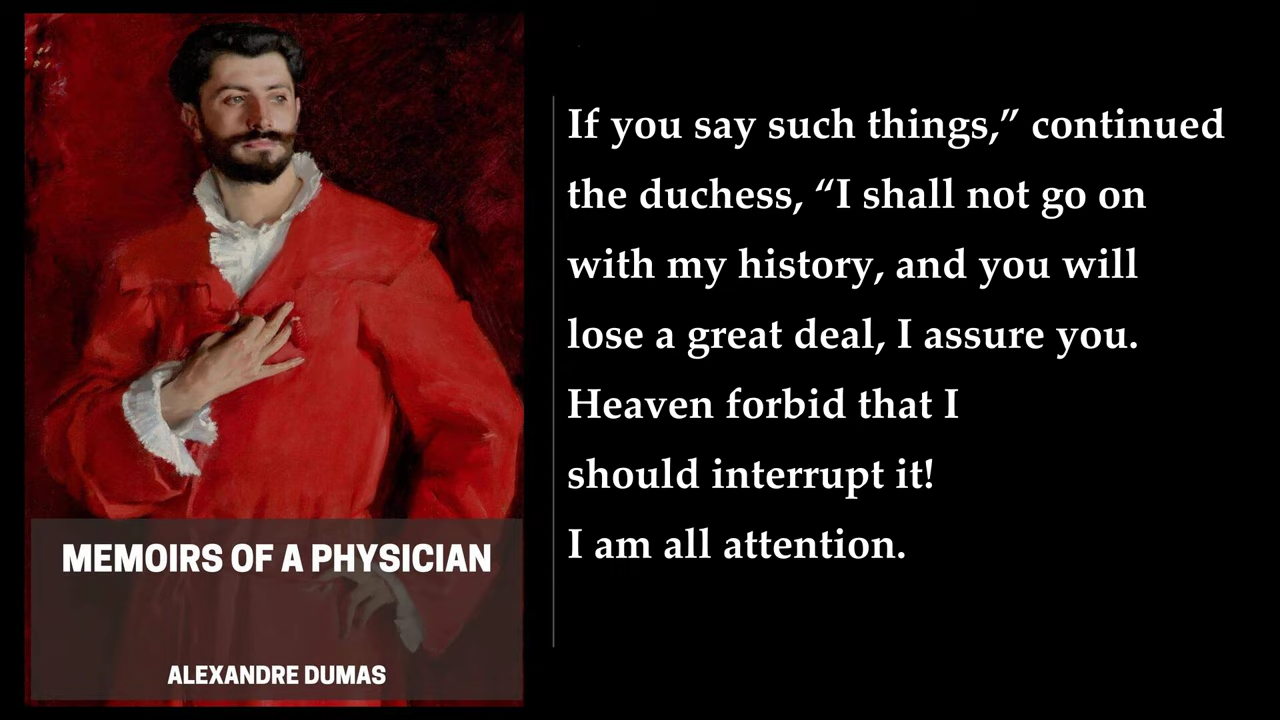 MEMOIRS OF A PHYSICIAN
ALEXANDRE DUMAS
If you say such things,” continued
the duchess, “I shall not go on
with my history, and you will
lose a great deal, I assure you.
Heaven forbid that I
should interrupt it!
I am all attention.